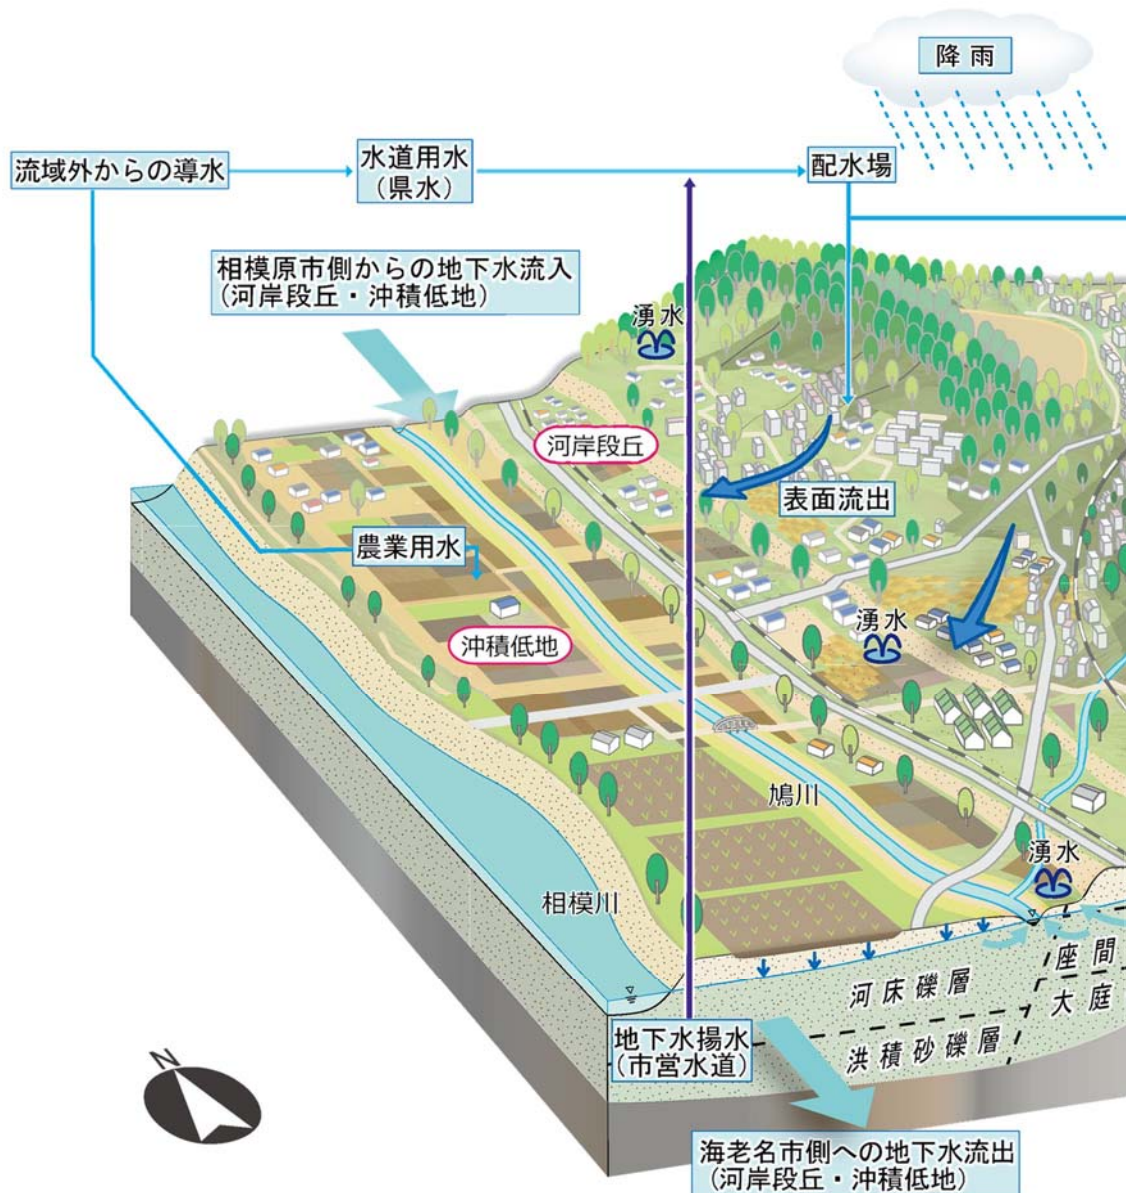 降雨
流域外からの導水
水道用水
(県水)
配水場
相模原市側からの地下水流入
(河岸段丘・沖積低地)
湧水
河岸段丘
表面流出
農業用水
湧水
沖積低地
鳩川
湧水
相模川
座間
河床礫層
大庭
地下水揚水
(市営水道)
洪積砂礫層
N
海老名市側への地下水流出
(河岸段丘・沖積低地)